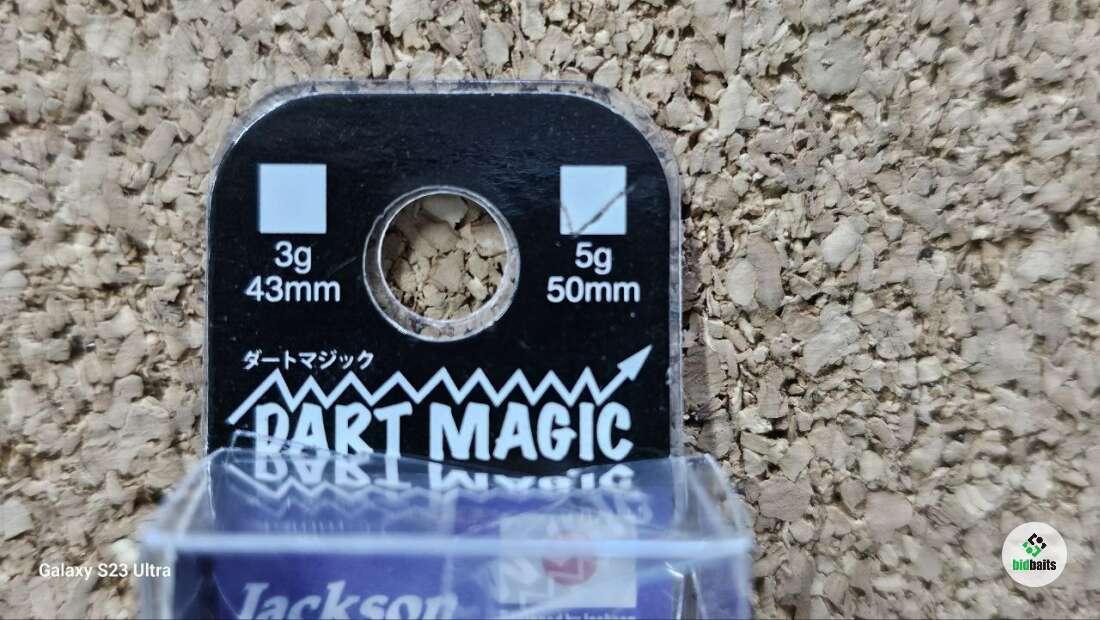 3g
43mm
5g
50mm
ダートマジック
DART MAGIC
Jackson
Galaxy S23 Ultra
bidbaits